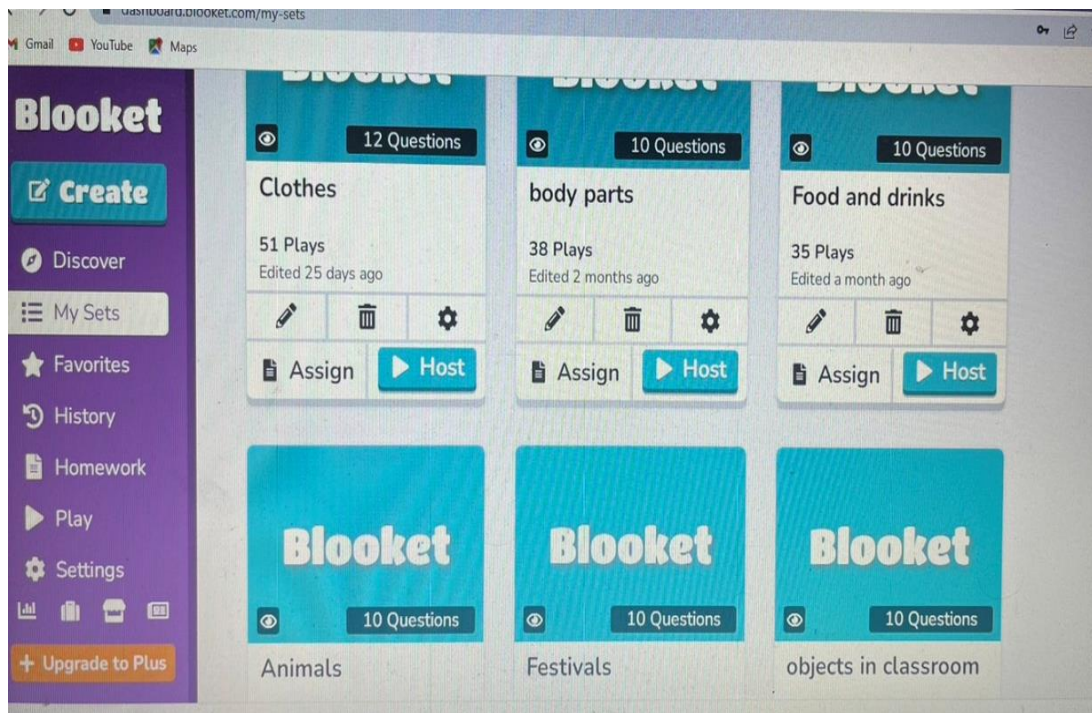 dashboard.blooket.com/my-sets
Gmail YouTube Maps
Blooket
Create
Discover
My Sets
Favorites
History
Homework
Play
Settings
+ Upgrade to Plus
Blooket
12 Questions
Clothes
51 Plays
Edited 25 days ago
Assign Host
Blooket
10 Questions
body parts
38 Plays
Edited 2 months ago
Assign Host
Blooket
10 Questions
Food and drinks
35 Plays
Edited a month ago
Assign Host
Blooket
10 Questions
Animals
Blooket
10 Questions
Festivals
Blooket
10 Questions
objects in classroom